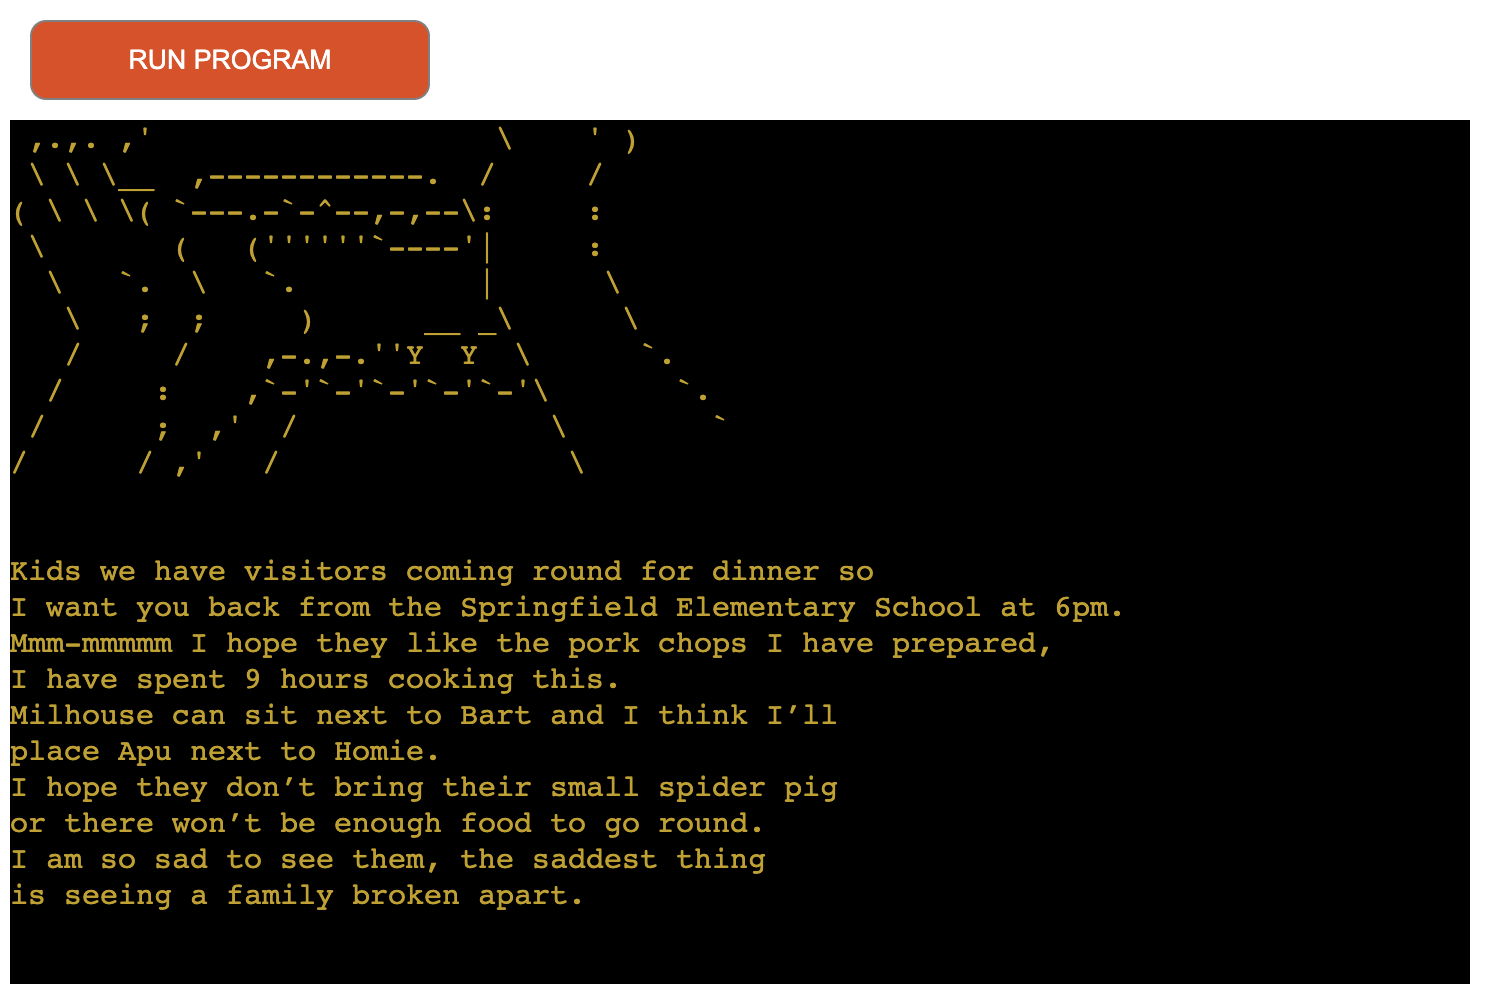 RUN PROGRAM
Kids we have visitors coming round for dinner so
I want you back from the Springfield Elementary School at 6pm.
Mmm-mmmmm I hope they like the pork chops I have prepared,
I have spent 9 hours cooking this.
Milhouse can sit next to Bart and I think I’ll
place Apu next to Homie.
I hope they don’t bring their small spider pig
or there won’t be enough food to go round.
I am so sad to see them, the saddest thing
is seeing a family broken apart.